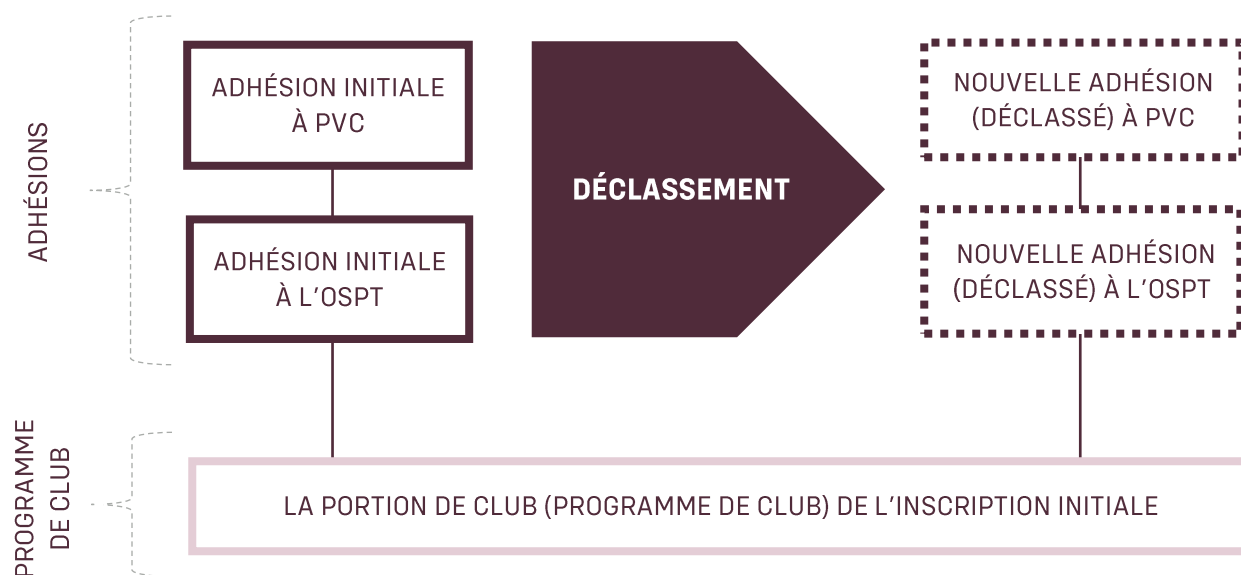 ADHÉSIONS
ADHÉSION INITIALE
À PVC
ADHÉSION INITIALE
À L'OSPT
DÉCLASSEMENT
NOUVELLE ADHÉSION
(DÉCLASSÉ) À PVC
NOUVELLE ADHÉSION
(DÉCLASSÉ) À L'OSPT
PROGRAMME
DE CLUB
LA PORTION DE CLUB (PROGRAMME DE CLUB) DE L'INSCRIPTION INITIALE